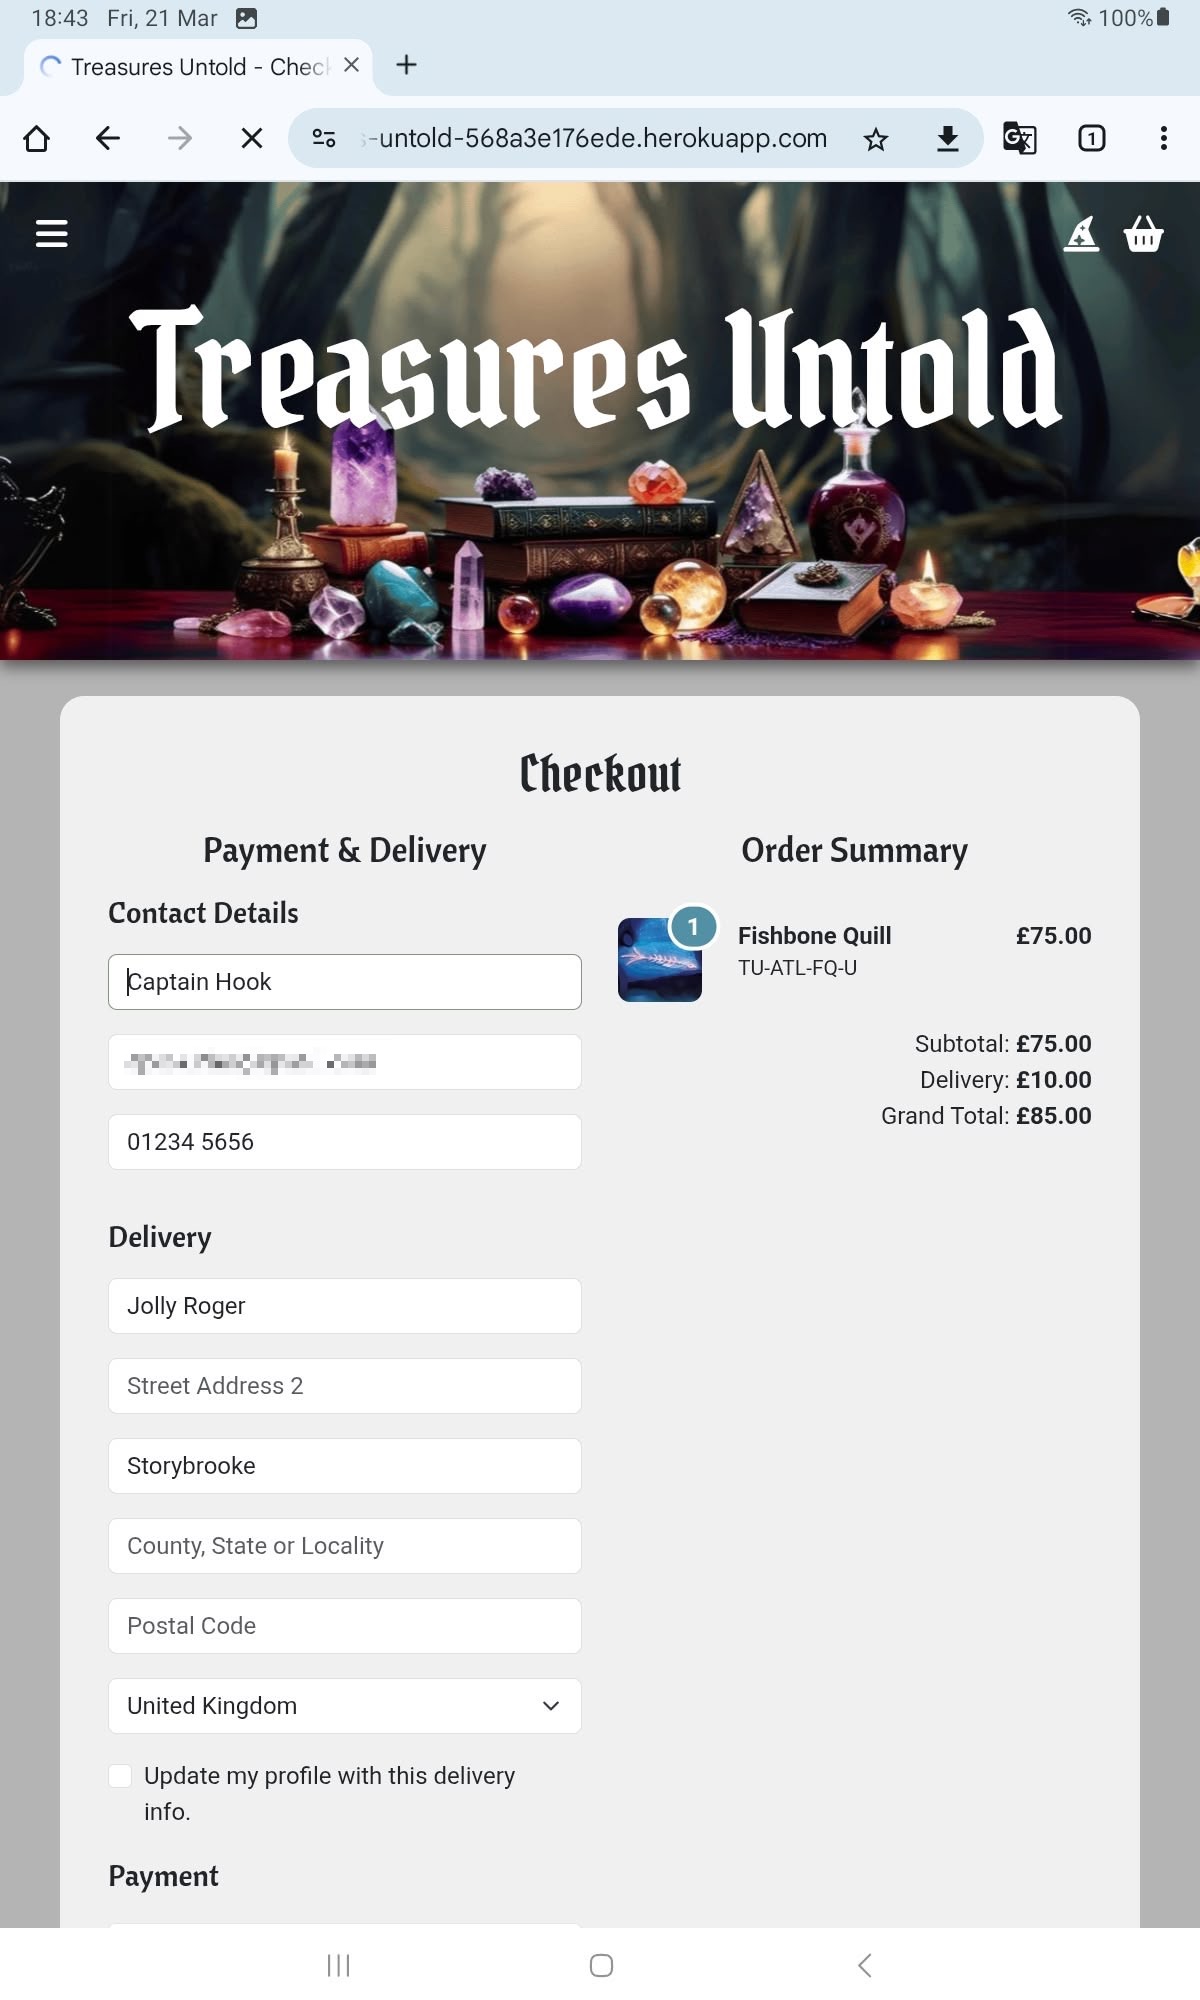 18:43 Fri, 21 Mar 100%
Treasures Untold - Chec
-untold-568a3e176ede.herokuapp.com 1
Treasures Untold
Checkout
Payment & Delivery
Contact Details
Captain Hook
01234 5656
Delivery
Jolly Roger
Street Address 2
Storybrooke
County, State or Locality
Postal Code
United Kingdom
Update my profile with this delivery
info.
Payment
Order Summary
1
Fishbone Quill £75.00
TU-ATL-FQ-U
Subtotal: £75.00
Delivery: £10.00
Grand Total: £85.00